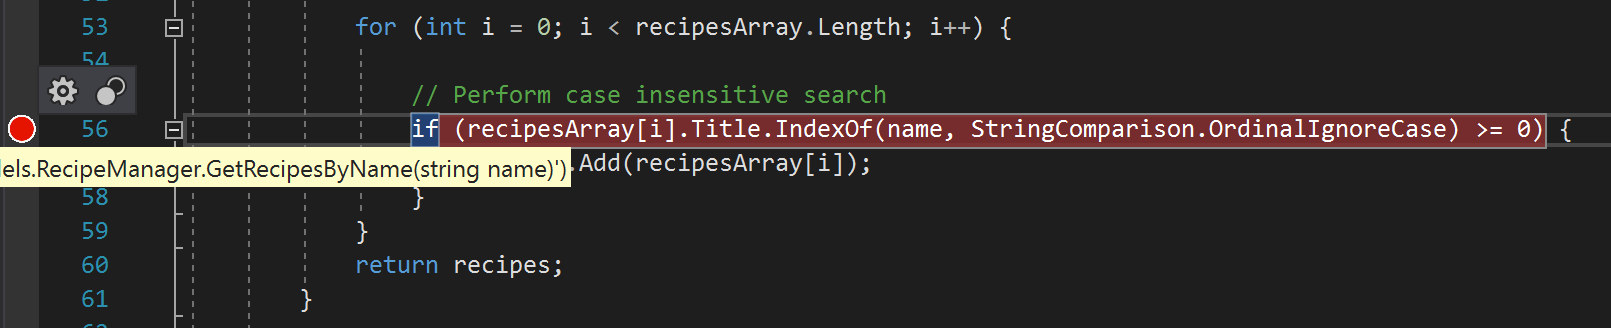 53 for (int i = 0; i < recipesArray.Length; i++) {
54
// Perform case insensitive search
56 if (recipesArray[i].Title.IndexOf(name, StringComparison.OrdinalIgnoreCase) >= 0) {
els.RecipeManager.GetRecipesByName(string name)') .Add(recipesArray[i]);
58 }
59 }
60 return recipes;
61 }